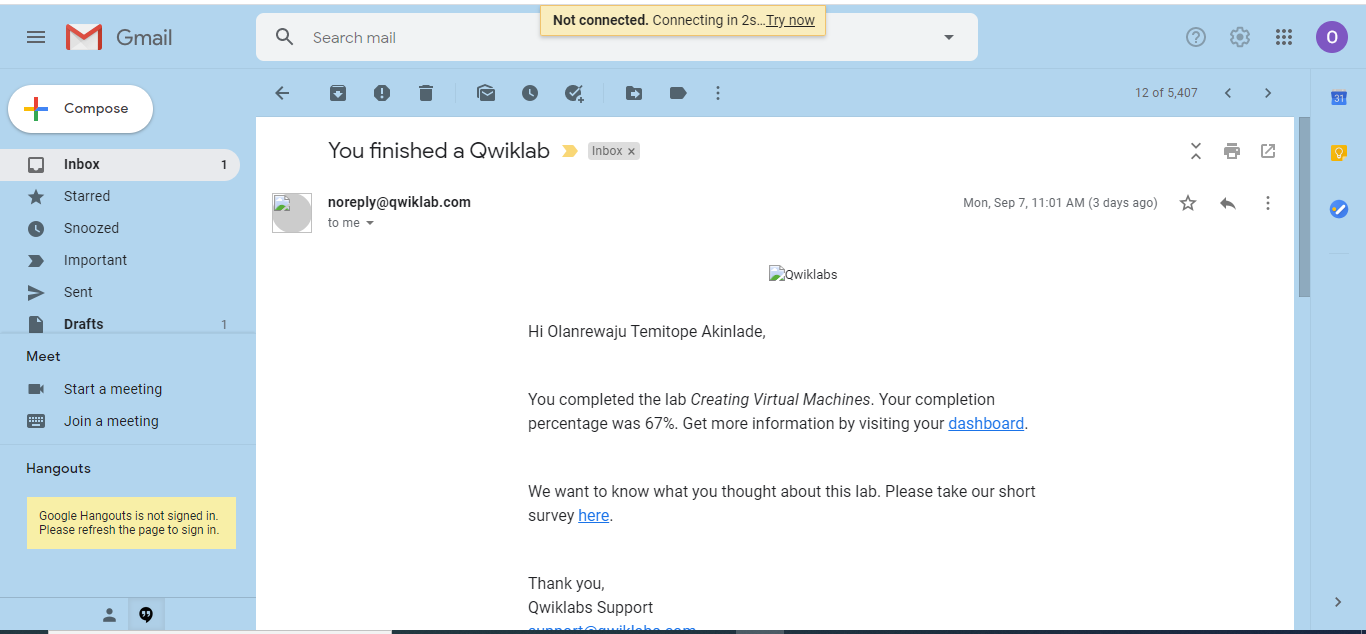 Not connected. Connecting in 2s...Try now
Gmail
Search mail
O
Compose
12 of 5,407
31
You finished a Qwiklab
Inbox ×
Inbox 1
Starred
Snoozed
Important
Sent
Drafts 1
noreply@qwiklab.com
Mon, Sep 7, 11:01 AM (3 days ago)
to me
Qwiklabs
Hi Olanrewaju Temitope Akinlade,
You completed the lab Creating Virtual Machines. Your completion
percentage was 67%. Get more information by visiting your dashboard.
We want to know what you thought about this lab. Please take our short
survey here.
Thank you,
Qwiklabs Support
support@qwiklabs.com
Meet
Start a meeting
Join a meeting
Hangouts
Google Hangouts is not signed in.
Please refresh the page to sign in.